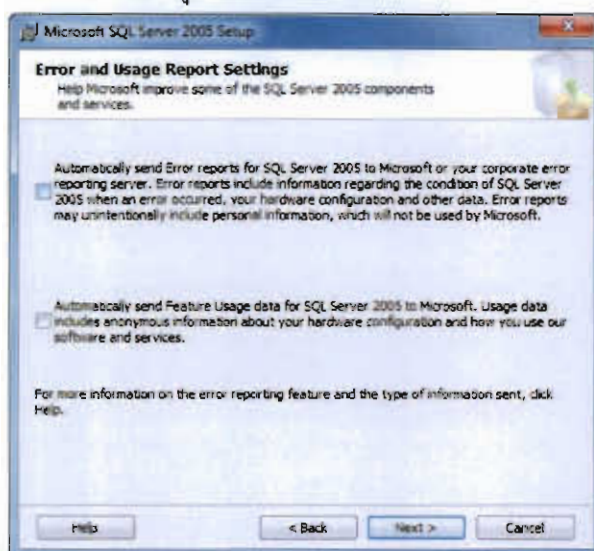 Microsoft SQL Server 2005 Setup
Error and Usage Report Settings
Help Microsoft improve some of the SQL Server 2005 components
and services.
Automatically send Error reports for SQL Server 2005 to Microsoft or your corporate error
reporting server. Error reports include information regarding the condition of SQL Server
2005 when an error occurred, your hardware configuration and other data. Error reports
may unintentionally include personal information, which will not be used by Microsoft.
Automatically send Feature Usage data for SQL Server 2005 to Microsoft. Usage data
includes anonymous information about your hardware configuration and how you use our
software and services.
For more information on the error reporting feature and the type of information sent, click
Help.
Help < Back Next > Cancel